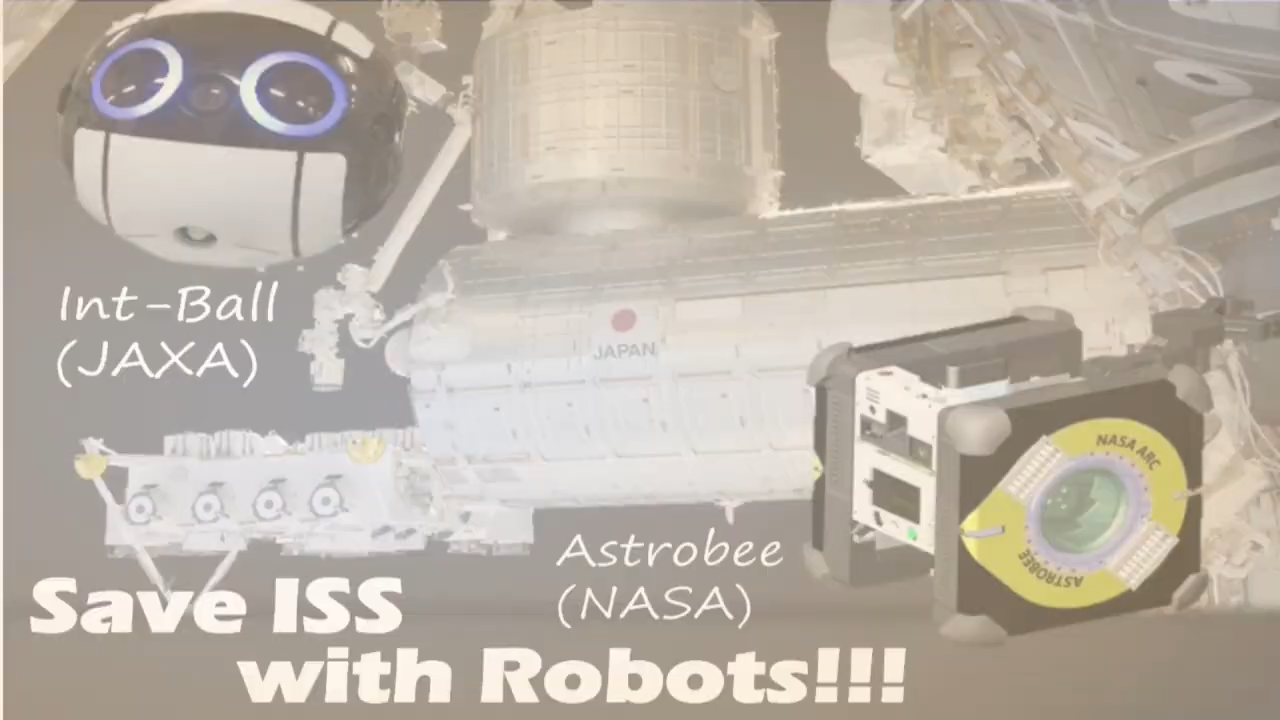 Int-Ball
(JAXA)
JAPAN
NASA ARC
ASTROBEE
Astrobee
(NASA)
Save ISS
with Robots!!!